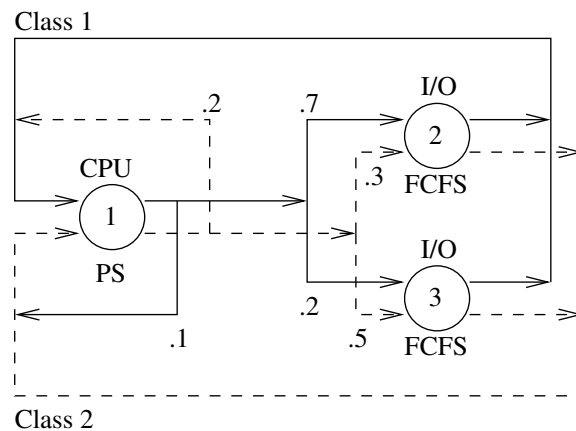 Class 1
.2
.7
I/O
2
CPU
.3
FCFS
1
I/O
PS
3
.2
.5
.1
FCFS
Class 2